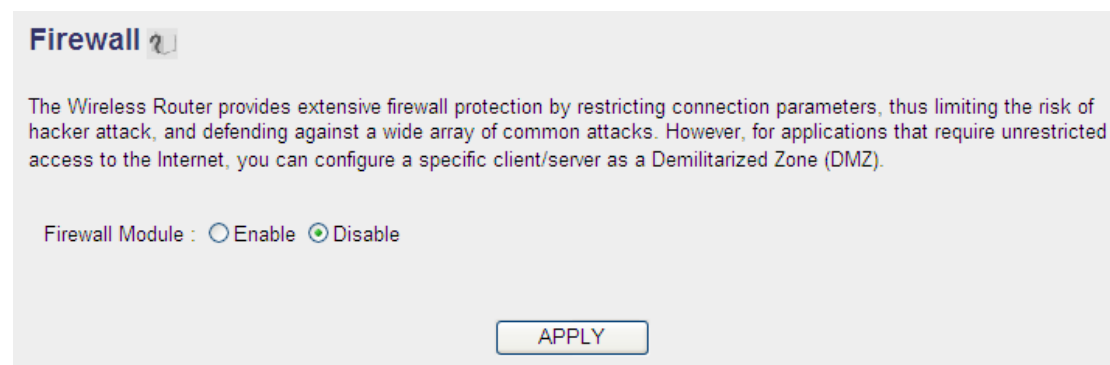 Firewall
The Wireless Router provides extensive firewall protection by restricting connection parameters, thus limiting the risk of
hacker attack, and defending against a wide array of common attacks. However, for applications that require unrestricted
access to the Internet, you can configure a specific client/server as a Demilitarized Zone (DMZ).
Firewall Module : Enable Disable
APPLY